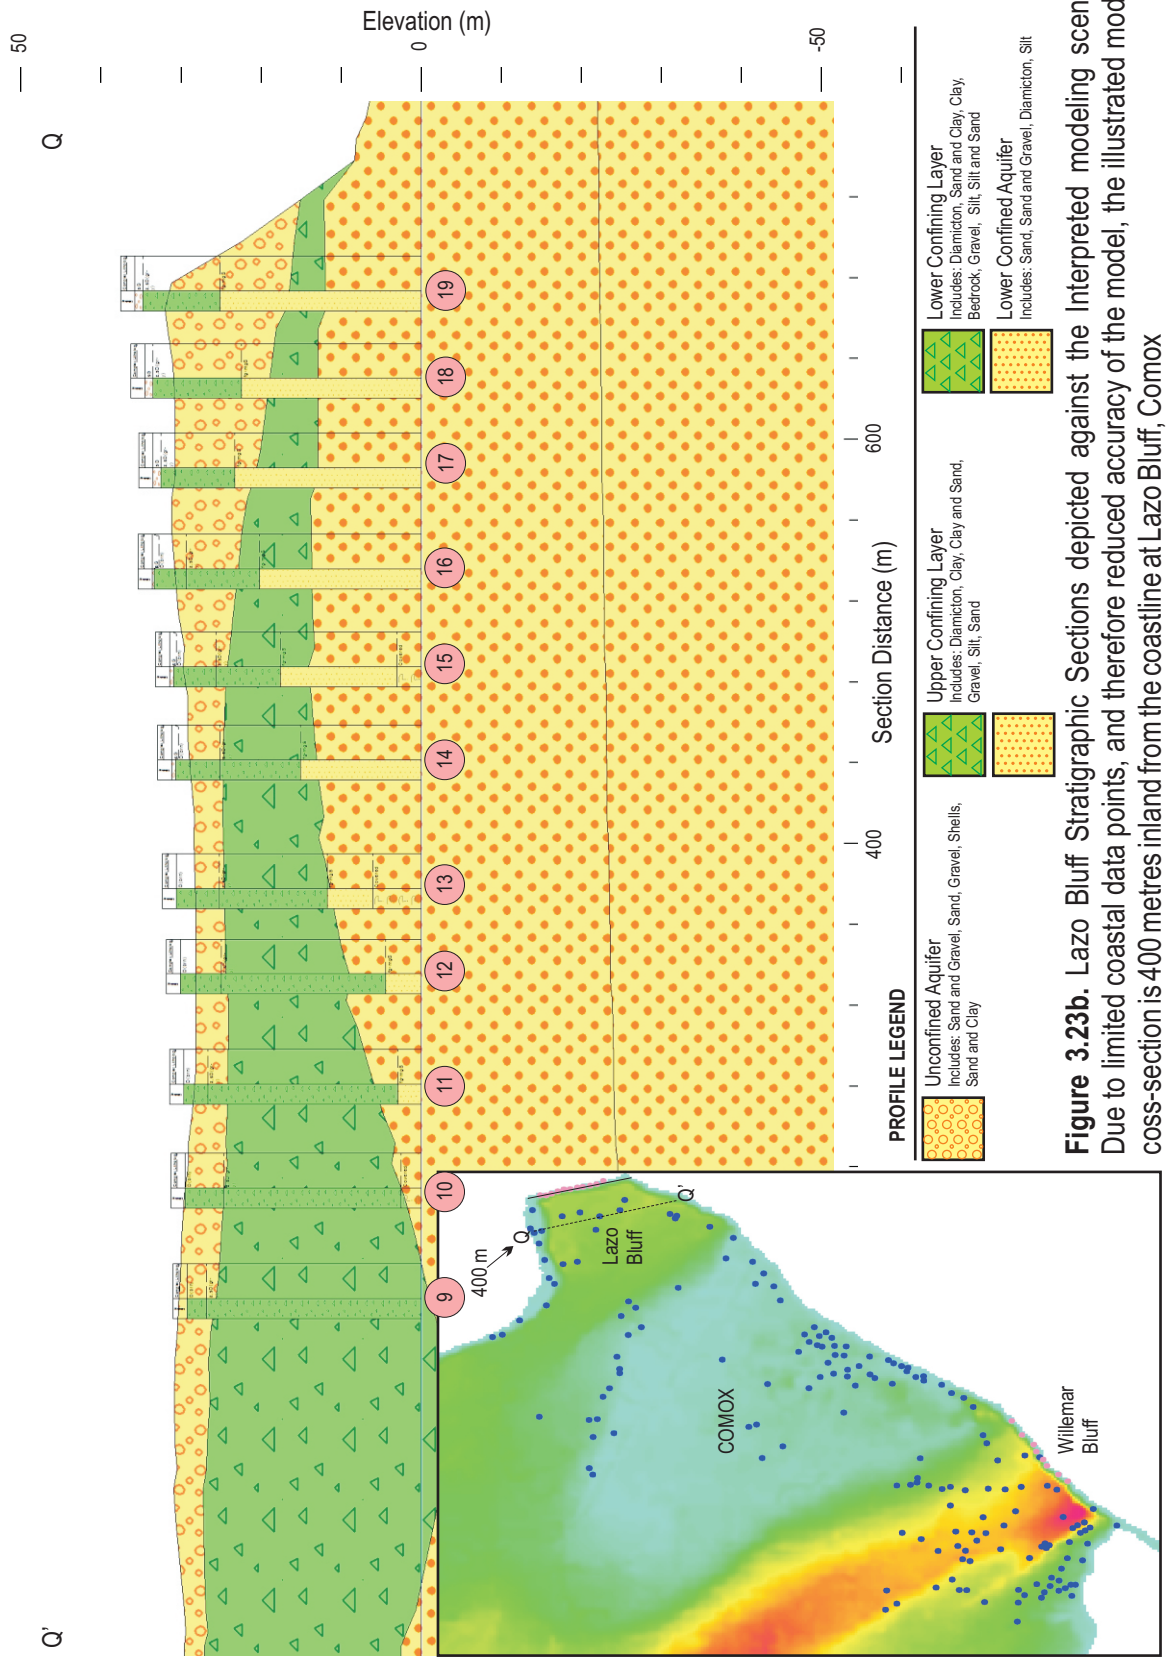 Q'
Q
50
0
-50
Elevation (m)
9
10
11
12
13
14
15
16
17
18
19
400
600
Section Distance (m)
400 m
Q
Q'
Lazo
Bluff
COMOX
Willemar
Bluff
PROFILE LEGEND
Unconfined Aquifer
Includes: Sand and Gravel, Sand, Gravel, Shells,
Sand and Clay
Upper Confining Layer
Includes: Diamicton, Clay, Clay and Sand,
Gravel, Silt, Sand
Lower Confining Layer
Includes: Diamicton, Sand and Clay, Clay,
Bedrock, Gravel, Silt, Silt and Sand
Lower Confined Aquifer
Includes: Sand, Sand and Gravel, Diamicton, Silt
Figure 3.23b. Lazo Bluff Stratigraphic Sections depicted against the Interpreted modeling scen
Due to limited coastal data points, and therefore reduced accuracy of the model, the illustrated mod
coss-section is 400 metres inland from the coastline at Lazo Bluff, Comox